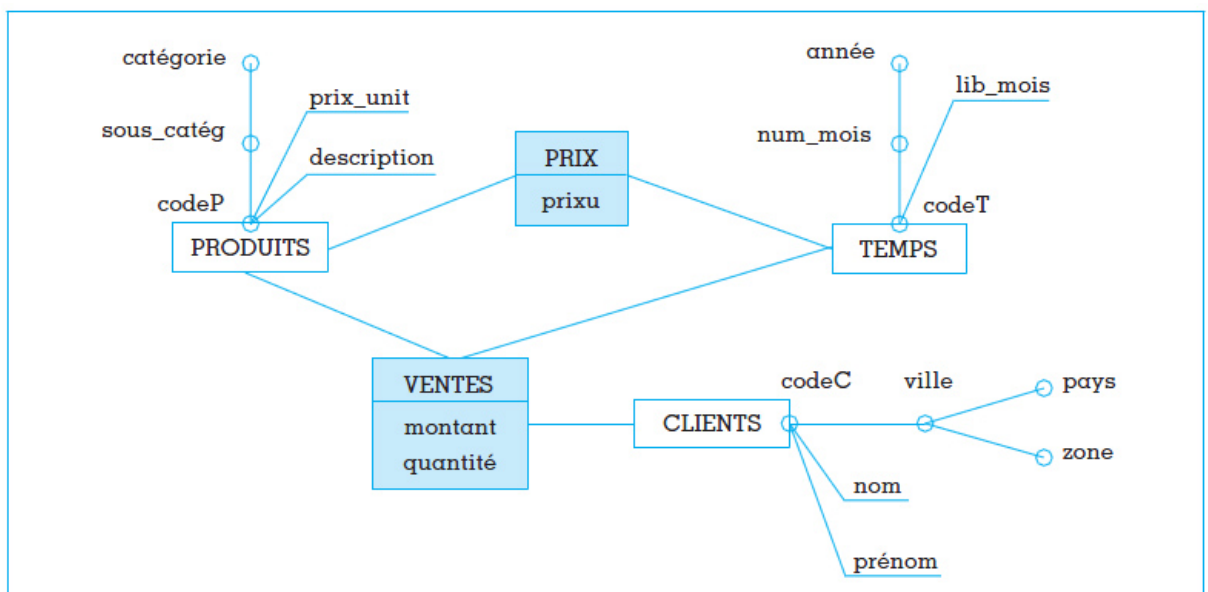 catégorie
année
prix_unit
lib_mois
sous_catég
num_mois
description
PRIX
prixu
codeP
codeT
PRODUITS
TEMPS
VENTES
montant
quantité
codeC
ville
pays
CLIENTS
zone
nom
prénom